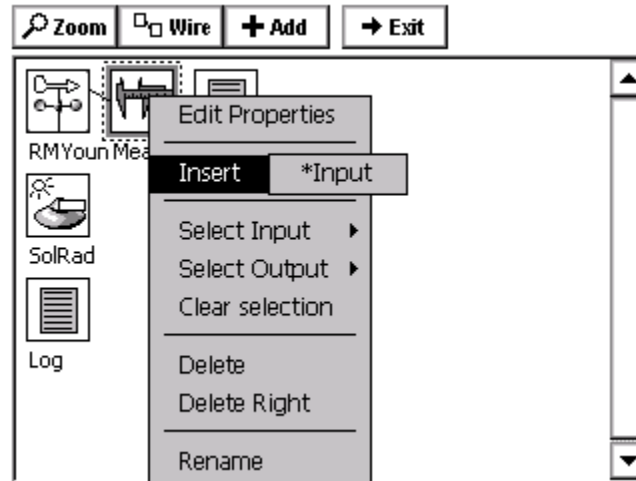 Zoom Wire Add Exit
RMYoun Mea
Edit Properties
Insert *Input
SolRad
Select Input
Select Output
Clear selection
Log
Delete
Delete Right
Rename